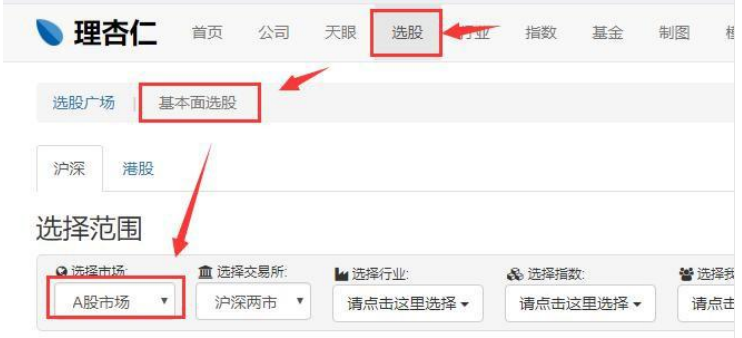 理杏仁 首页 公司 天眼 选股 行业 指数 基金 制图
选股广场 | 基本面选股
沪深 港股
选择范围
选择市场: 选择交易所: 选择行业: 选择指数: 选择
A股市场 沪深两市 请点击这里选择 请点击这里选择 请点击